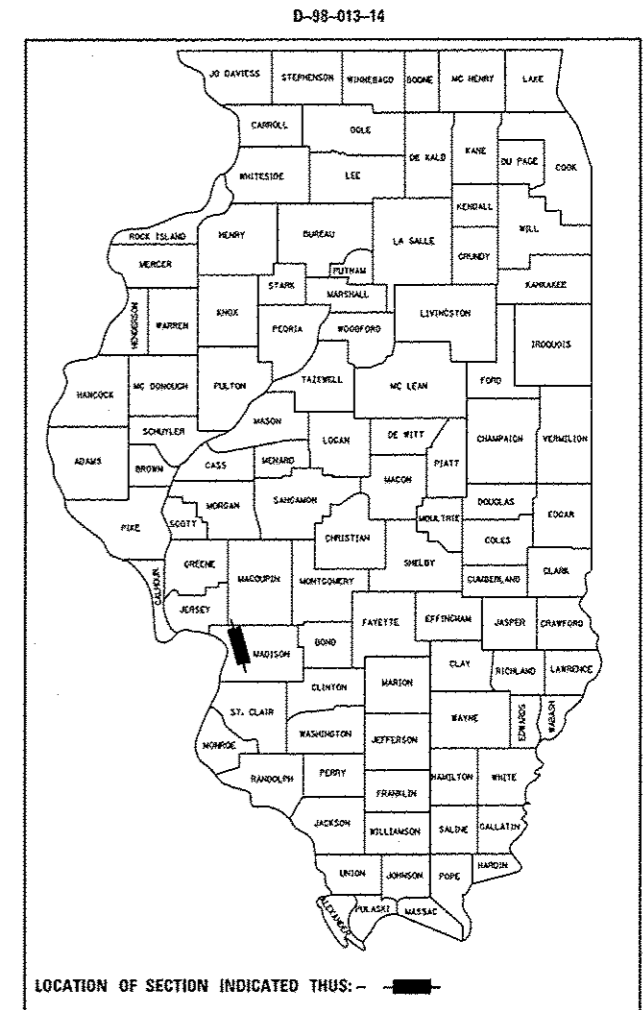 D-98-013-14
JO DAVIESS
STEPHENSON
WINNEBAGO
BOONE
MC HENRY
LAKE
CARROLL
OGLE
DE KALB
KANE
DU PAGE
COOK
WHITESIDE
LEE
KENDALL
WILL
ROCK ISLAND
HENRY
BUREAU
LA SALLE
GRUNDY
MERCER
PUTNAM
KANKAKEE
STARK
MARSHALL
LIVINGSTON
HENDERSON
WARREN
KNOX
PEORIA
WOODFORD
IROQUOIS
HANCOCK
MC DONOUGH
FULTON
TAZEWELL
MC LEAN
FORD
MASON
SCHUYLER
LOGAN
DE WITT
CHAMPAIGN
VERMILION
ADAMS
BROWN
CASS
MENARD
MACON
PIATT
MORGAN
SANGAMON
DOUGLAS
EDGAR
PIKE
SCOTT
CHRISTIAN
MOULTRIE
COLES
GREENE
MACOUPIN
MONTGOMERY
SHELBY
CUMBERLAND
CLARK
CALHOUN
JERSEY
FAYETTE
EFFINGHAM
JASPER
CRAWFORD
MADISON
BOND
CLAY
RICHLAND
LAWRENCE
CLINTON
MARION
ST. CLAIR
WAYNE
EDWARDS
WABASH
WASHINGTON
JEFFERSON
MONROE
RANDOLPH
PERRY
HAMILTON
WHITE
FRANKLIN
JACKSON
WILLIAMSON
SALINE
GALLATIN
HARDIN
UNION
JOHNSON
POPE
ALEXANDER
PULASKI
MASSAC
LOCATION OF SECTION INDICATED THUS: -